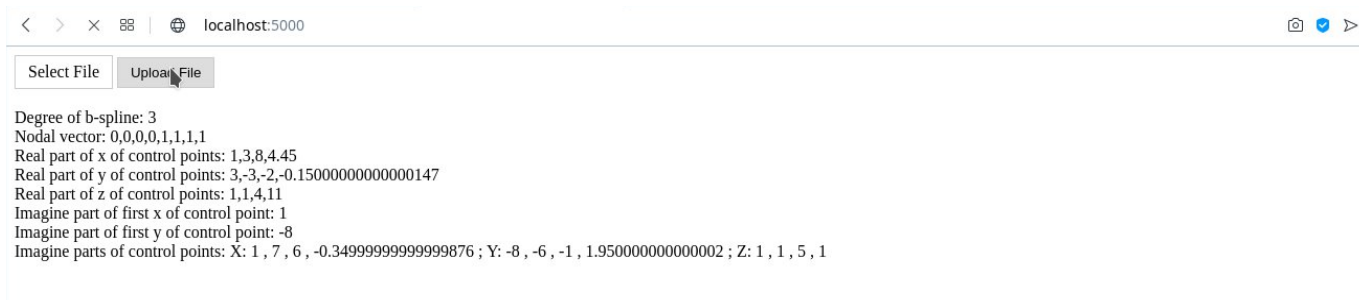 localhost:5000
Select File Upload File
Degree of b-spline: 3
Nodal vector: 0,0,0,0,1,1,1,1
Real part of x of control points: 1,3,8,4.45
Real part of y of control points: 3,-3,-2,-0.15000000000000147
Real part of z of control points: 1,1,4,11
Imagine part of first x of control point: 1
Imagine part of first y of control point: -8
Imagine parts of control points: X: 1 , 7 , 6 , -0.34999999999999876 ; Y: -8 , -6 , -1 , 1.950000000000002 ; Z: 1 , 1 , 5 , 1